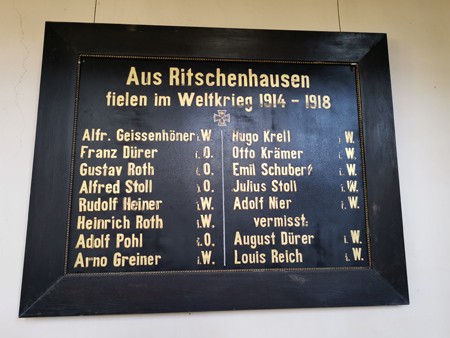 Aus Ritschenhausen
fielen im Weltkrieg 1914 – 1918
Alfr. Geissenhöner i. W.
Franz Dürer i. O.
Gustav Roth i. O.
Alfred Stoll i. O.
Rudolf Heiner i. W.
Heinrich Roth i. W.
Adolf Pohl i. O.
Arno Greiner i. W.
Hugo Krell i. W.
Otto Krämer i. W.
Emil Schubert i. W.
Julius Stoll i. W.
Adolf Nier i. W.
vermisst:
August Dürer i. W.
Louis Reich i. W.